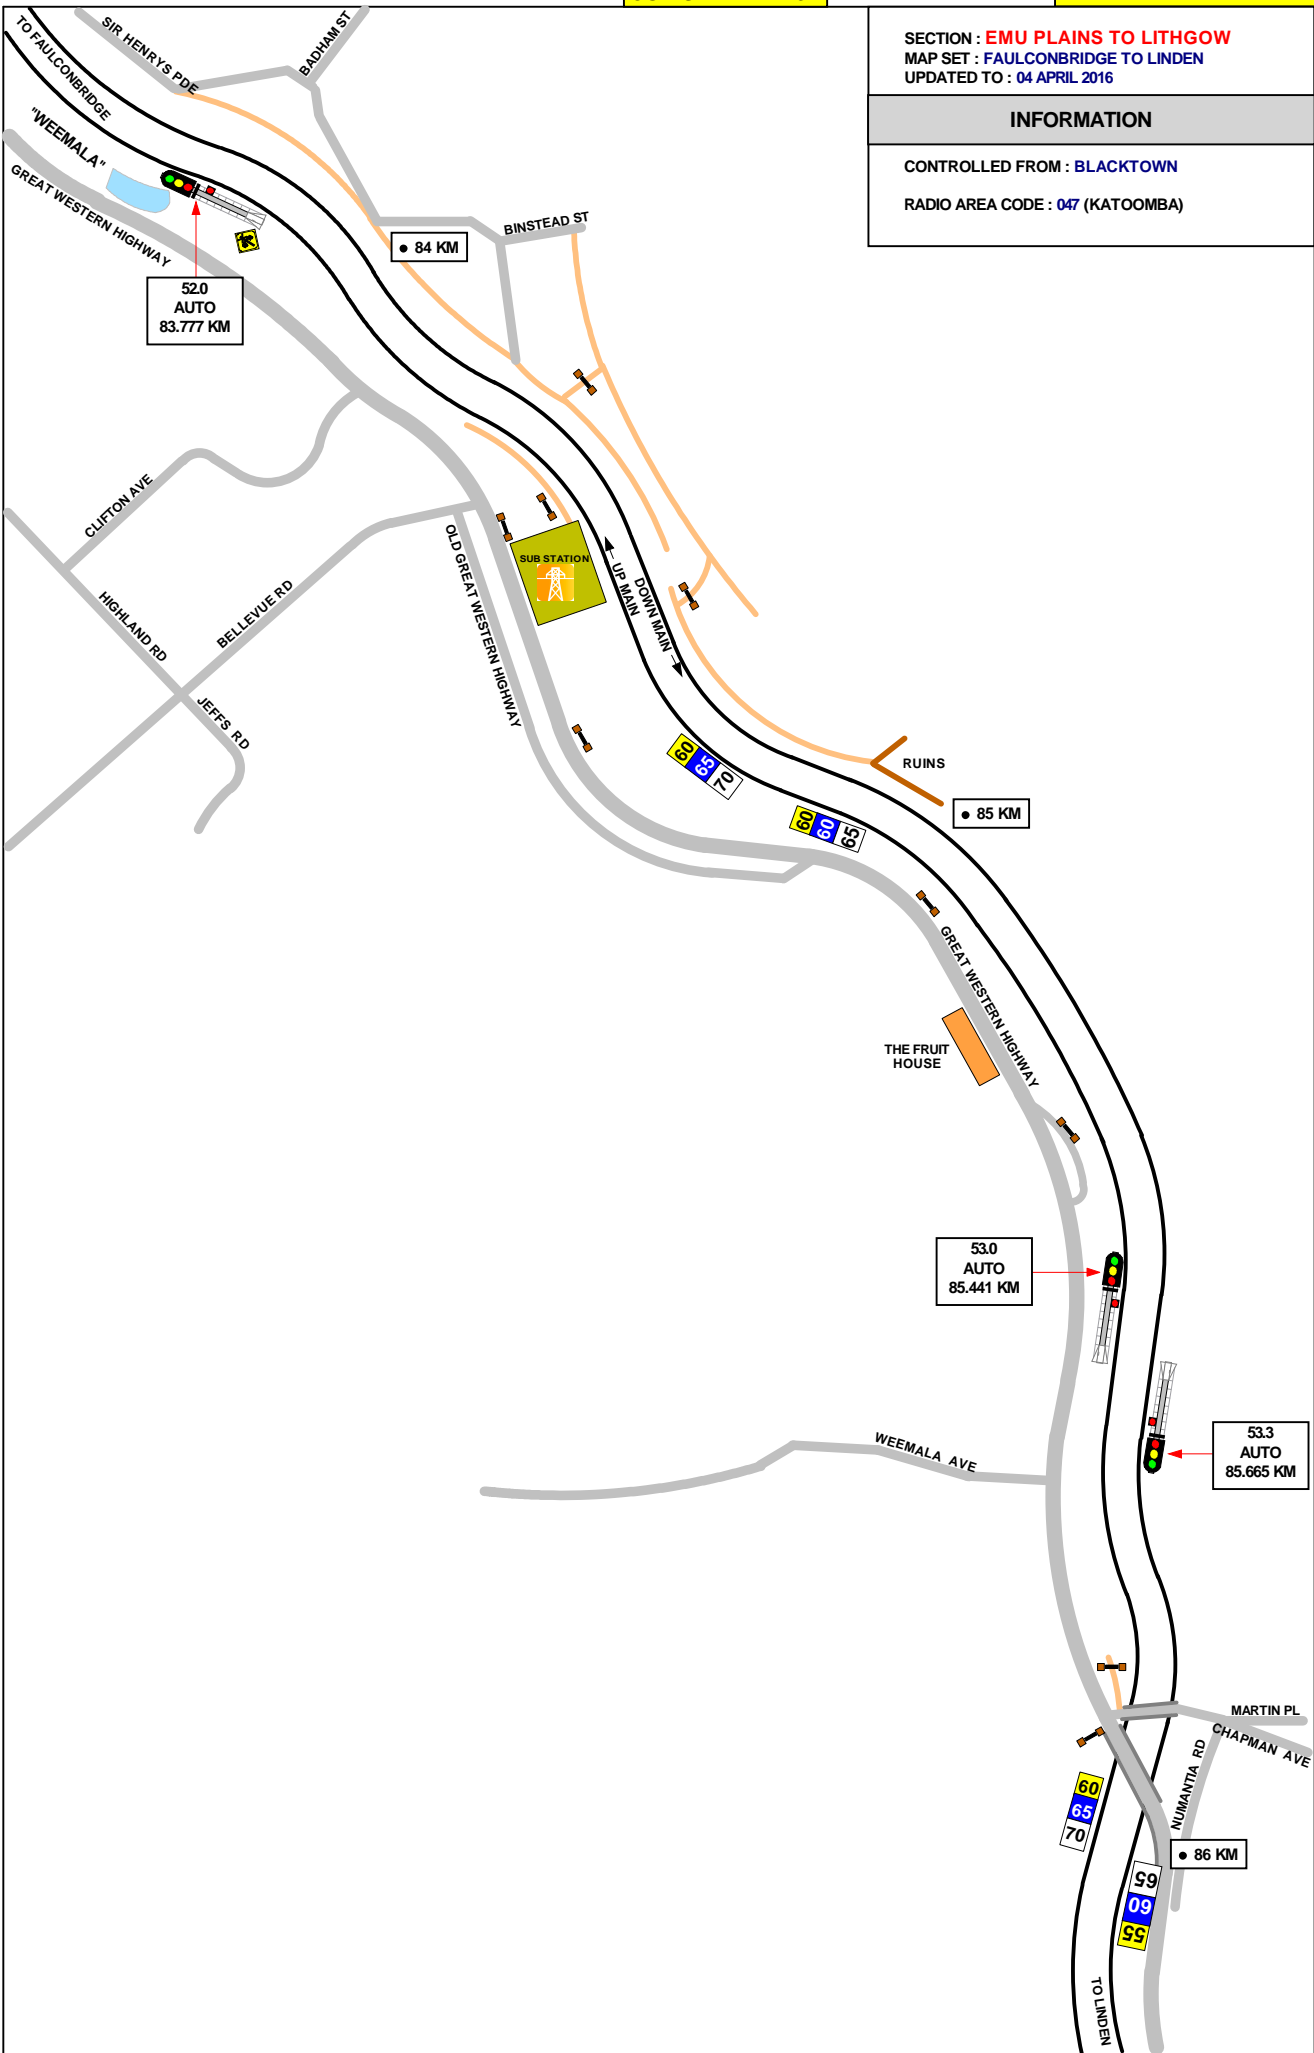 SECTION : EMU PLAINS TO LITHGOW
MAP SET : FAULCONBRIDGE TO LINDEN
UPDATED TO : 04 APRIL 2016
INFORMATION
CONTROLLED FROM : BLACKTOWN
RADIO AREA CODE : 047 (KATOOMBA)
TO FAULCONBRIDGE
SIR HENRYS PDE
BADHAM ST
"WEEMALA"
GREAT WESTERN HIGHWAY
BINSTEAD ST
84 KM
52.0
AUTO
83.777 KM
CLIFTON AVE
HIGHLAND RD
BELLEVUE RD
JEFFS RD
OLD GREAT WESTERN HIGHWAY
SUB STATION
UP MAIN
DOWN MAIN
60
65
70
RUINS
85 KM
60
60
65
GREAT WESTERN HIGHWAY
THE FRUIT
HOUSE
53.0
AUTO
85.441 KM
53.3
AUTO
85.665 KM
WEEMALA AVE
MARTIN PL
CHAPMAN AVE
NUMANTIA RD
60
65
70
86 KM
65
60
55
TO LINDEN